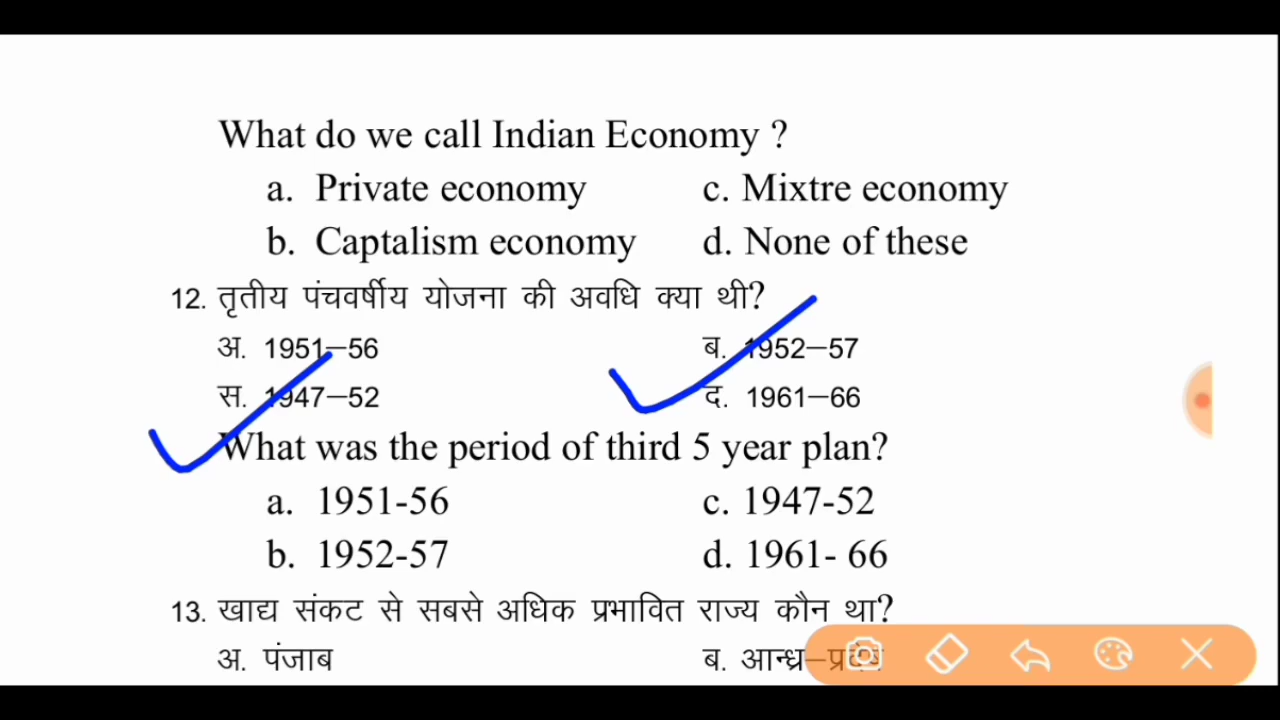 What do we call Indian Economy ?
a. Private economy c. Mixtre economy
b. Captalism economy d. None of these
12. तृतीय पंचवर्षीय योजना की अवधि क्या थी?
अ. 1951–56 ब. 1952–57
स. 1947–52 द. 1961–66
What was the period of third 5 year plan?
a. 1951-56 c. 1947-52
b. 1952-57 d. 1961- 66
13. खाद्य संकट से सबसे अधिक प्रभावित राज्य कौन था?
अ. पंजाब ब. आन्ध्र